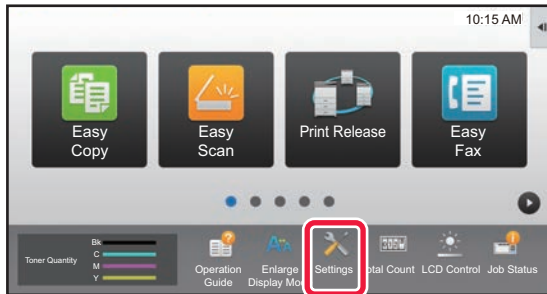 10:15 AM
Easy
Copy
Easy
Scan
Print Release
Easy
Fax
Toner Quantity
Bk
C
M
Y
Operation
Guide
Enlarge
Display Mo
Settings
otal Count
LCD Control
Job Status